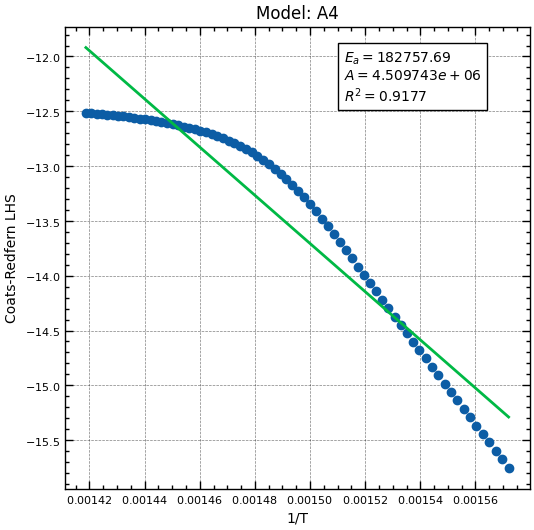 Model: A4
E_a = 182757.69
A = 4.509743e + 06
R^2 = 0.9177
Coats-Redfern LHS
−12.0
−12.5
−13.0
−13.5
−14.0
−14.5
−15.0
−15.5
0.00142 0.00144 0.00146 0.00148 0.00150 0.00152 0.00154 0.00156
1/T